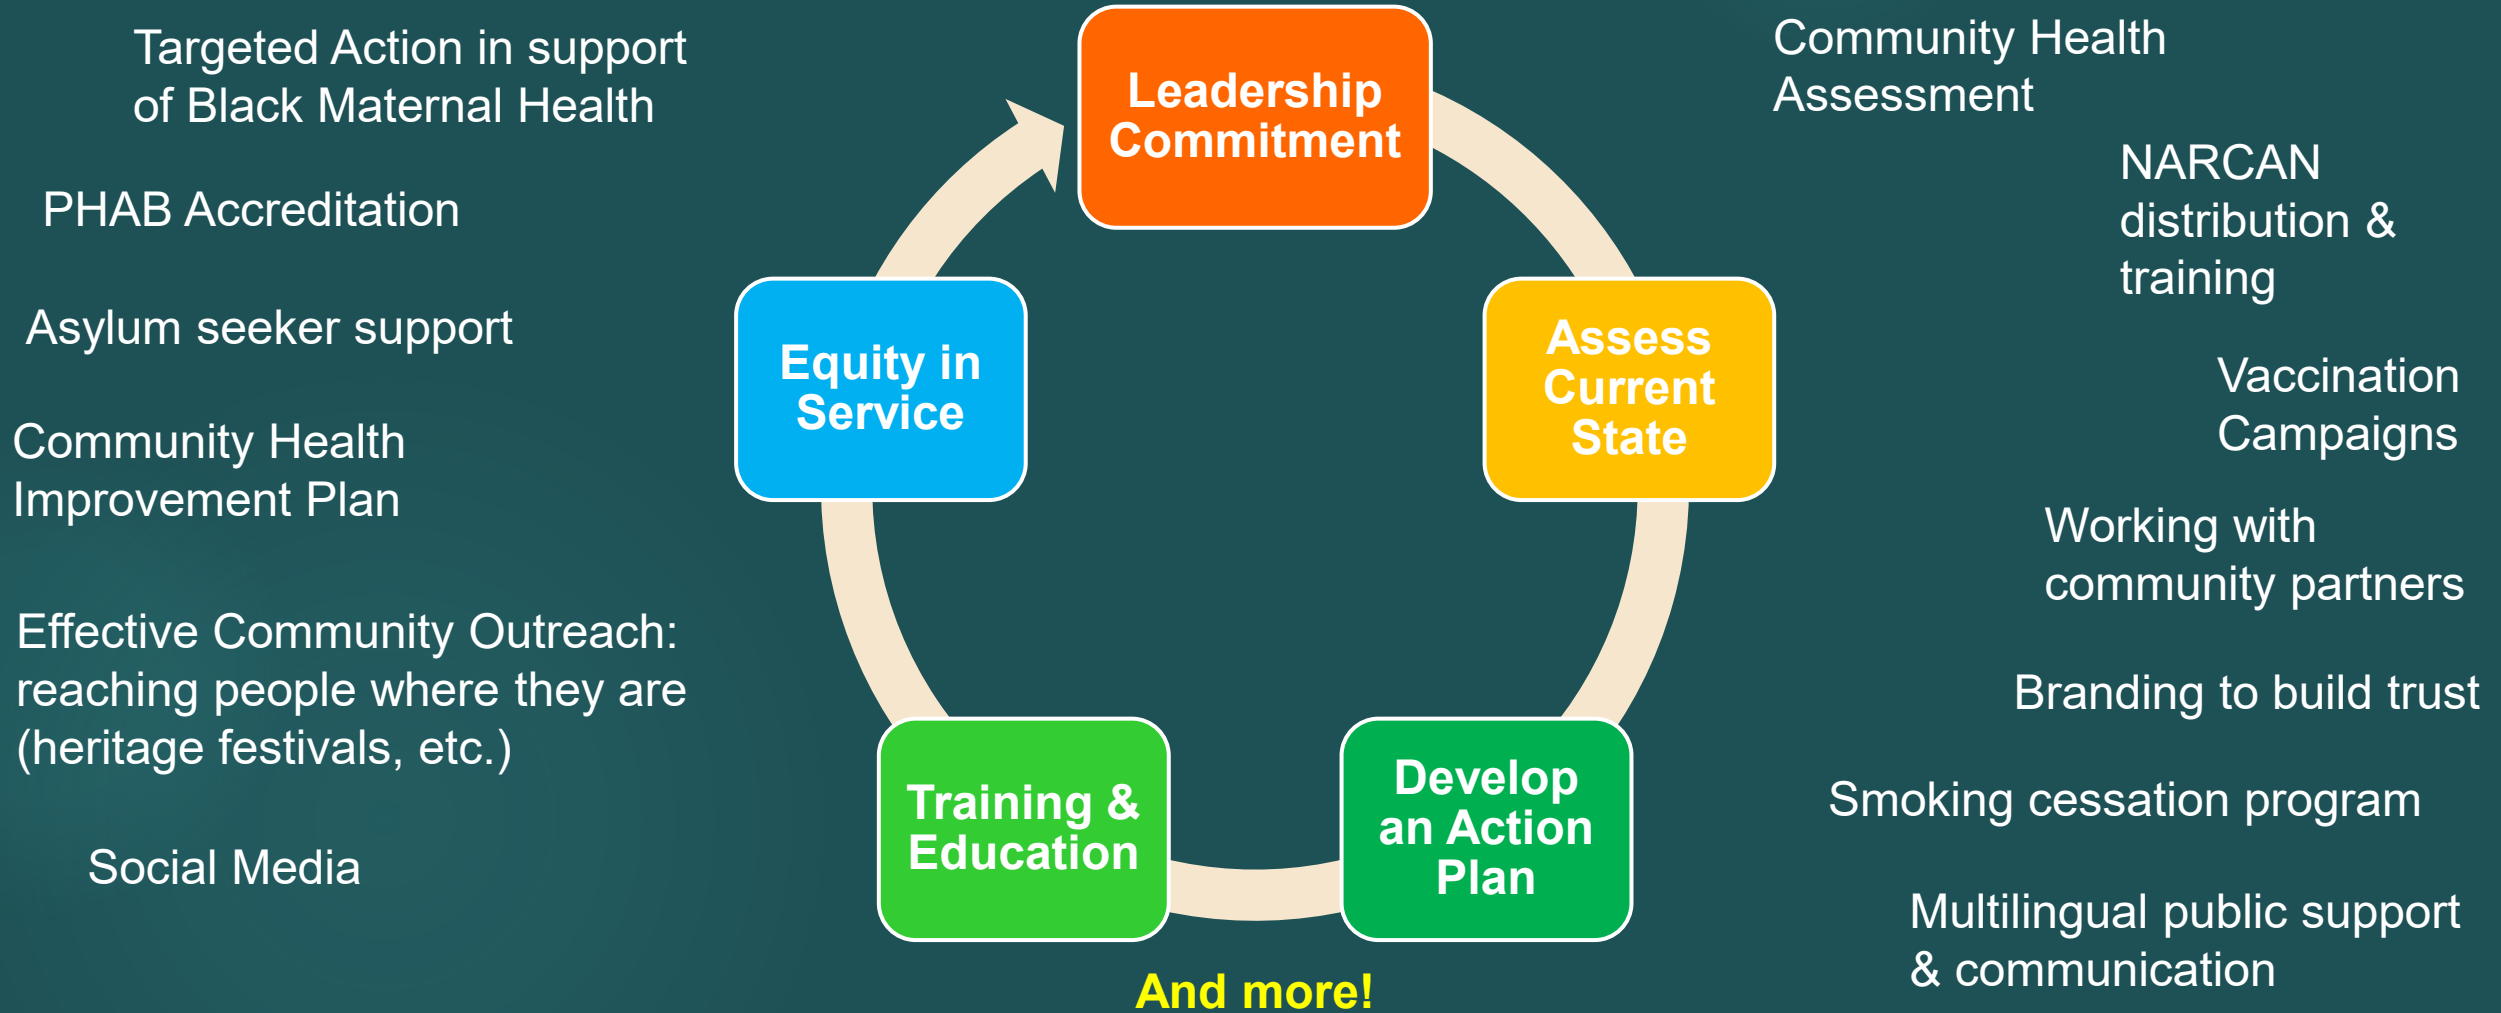 Targeted Action in support
of Black Maternal Health
PHAB Accreditation
Asylum seeker support
Community Health
Improvement Plan
Effective Community Outreach:
reaching people where they are
(heritage festivals, etc.)
Social Media
Leadership
Commitment
Assess
Current
State
Develop
an Action
Plan
Training &
Education
Equity in
Service
And more!
Community Health
Assessment
NARCAN
distribution &
training
Vaccination
Campaigns
Working with
community partners
Branding to build trust
Smoking cessation program
Multilingual public support
& communication